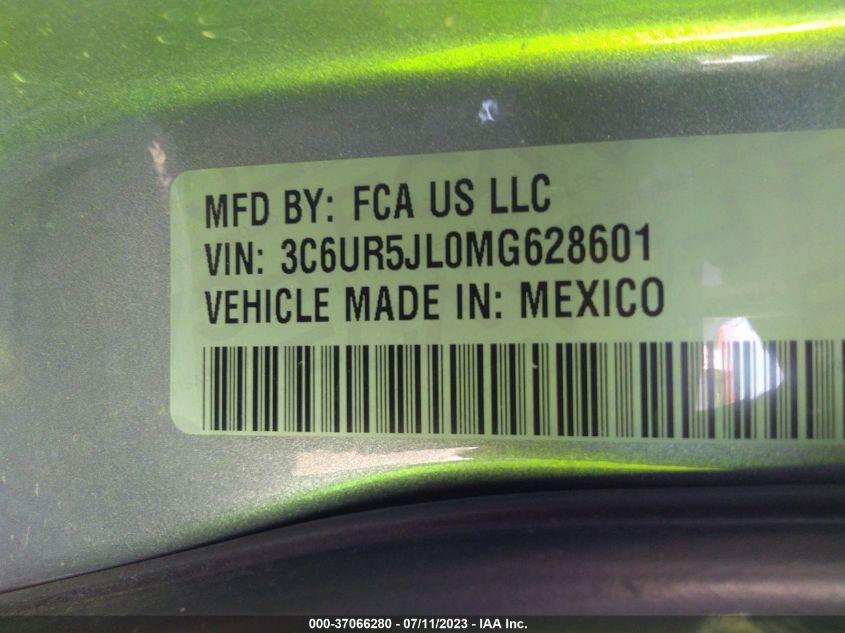 MFD BY: FCA US LLC
VIN: 3C6UR5JL0MG628601
VEHICLE MADE IN: MEXICO
000-37066280 - 07/11/2023 - IAA Inc.